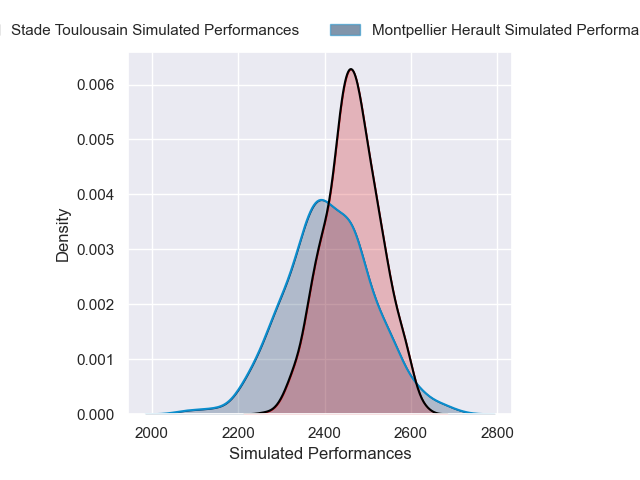 Stade Toulousain Simulated Performances
Montpellier Herault Simulated Performa
0.006
0.005
0.004
0.003
0.002
0.001
0.000
Density
2000 2200 2400 2600 2800
Simulated Performances